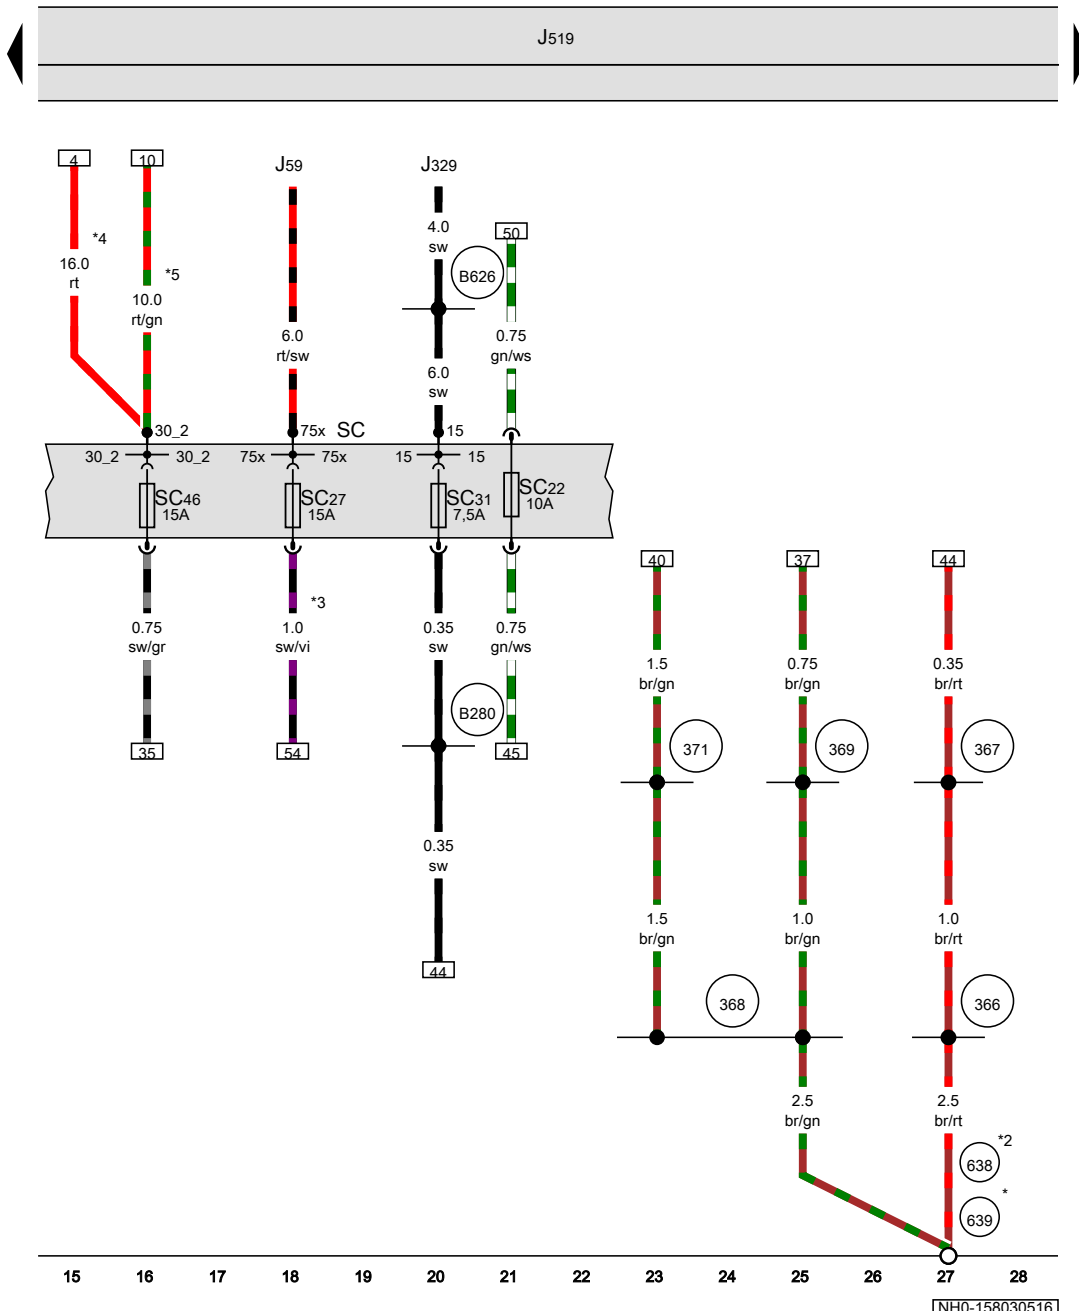 J519
4 10 J59 J329
*4 4.0
sw 50
16.0
rt *5 B626
10.0
rt/gn 6.0
rt/sw 0.75
gn/ws
6.0
sw
30_2 75x SC 15
30_2 30_2 75x 75x 15 15
SC46
15A SC27
15A SC31
7,5A SC22
10A
40 37 44
*3
0.75
sw/gr 1.0
sw/vi 0.35
sw 0.75
gn/ws
1.5
br/gn 0.75
br/gn 0.35
br/rt
B280
35 54 45 371 369 367
0.35
sw
1.5
br/gn 1.0
br/gn 1.0
br/rt
44
368 366
2.5
br/gn 2.5
br/rt
*2
638
*
639
15 16 17 18 19 20 21 22 23 24 25 26 27 28
NH0-158030516